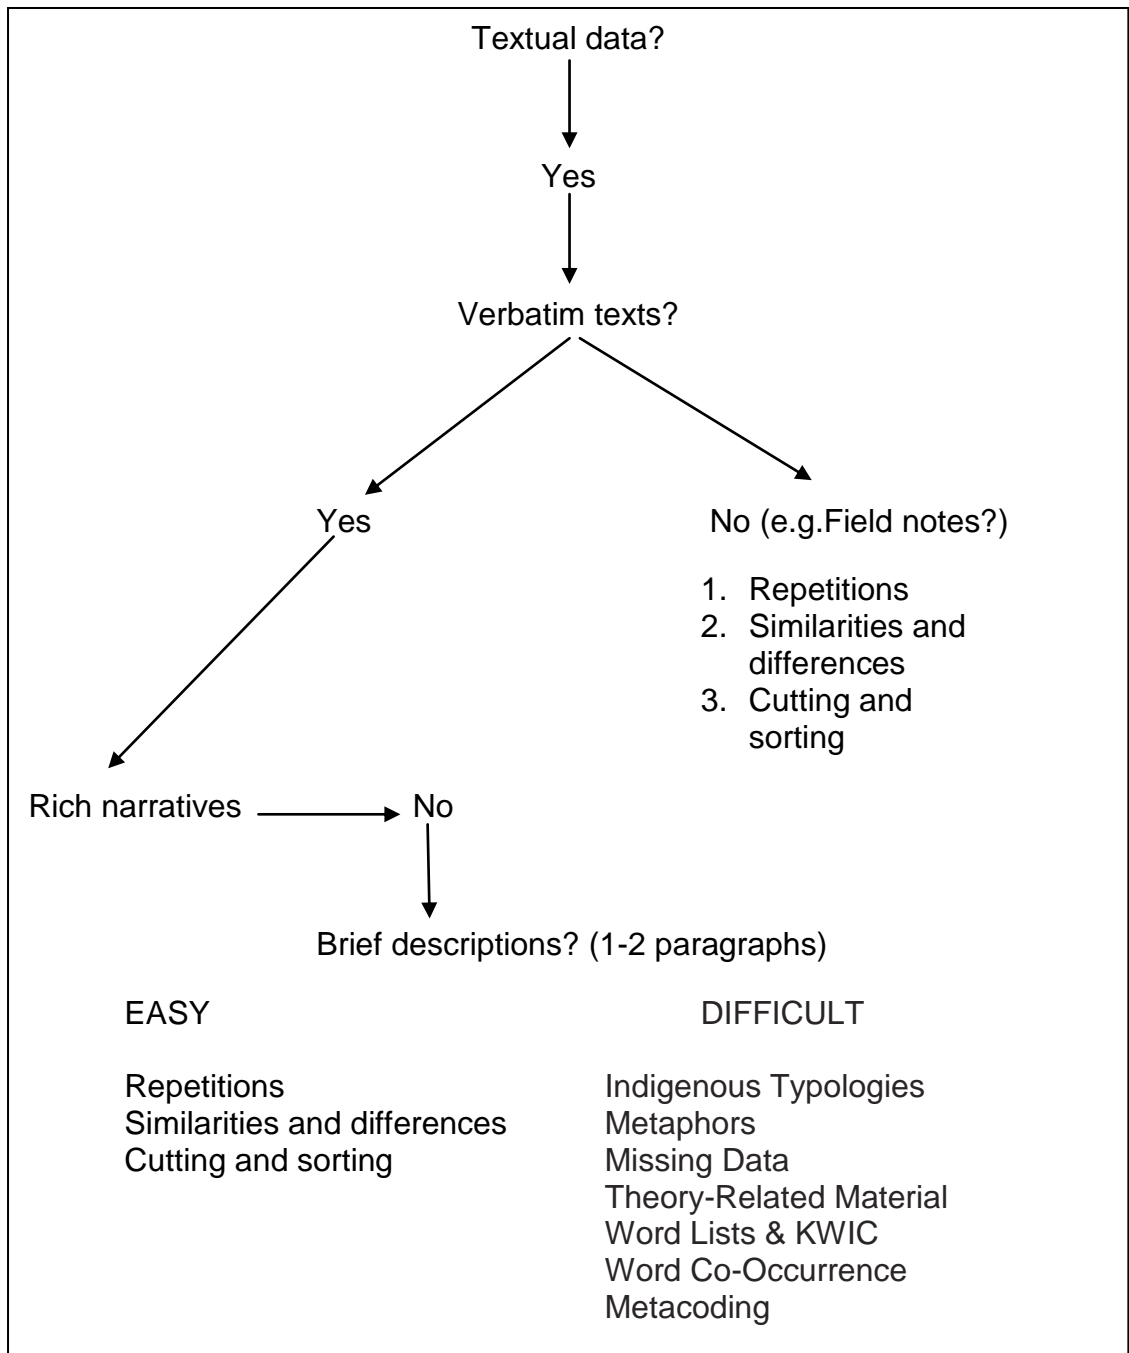 Textual data?
Yes
Verbatim texts?
Yes
No (e.g.Field notes?)
1. Repetitions
2. Similarities and
differences
3. Cutting and
sorting
Rich narratives
No
Brief descriptions? (1-2 paragraphs)
EASY
DIFFICULT
Repetitions
Similarities and differences
Cutting and sorting
Indigenous Typologies
Metaphors
Missing Data
Theory-Related Material
Word Lists & KWIC
Word Co-Occurrence
Metacoding